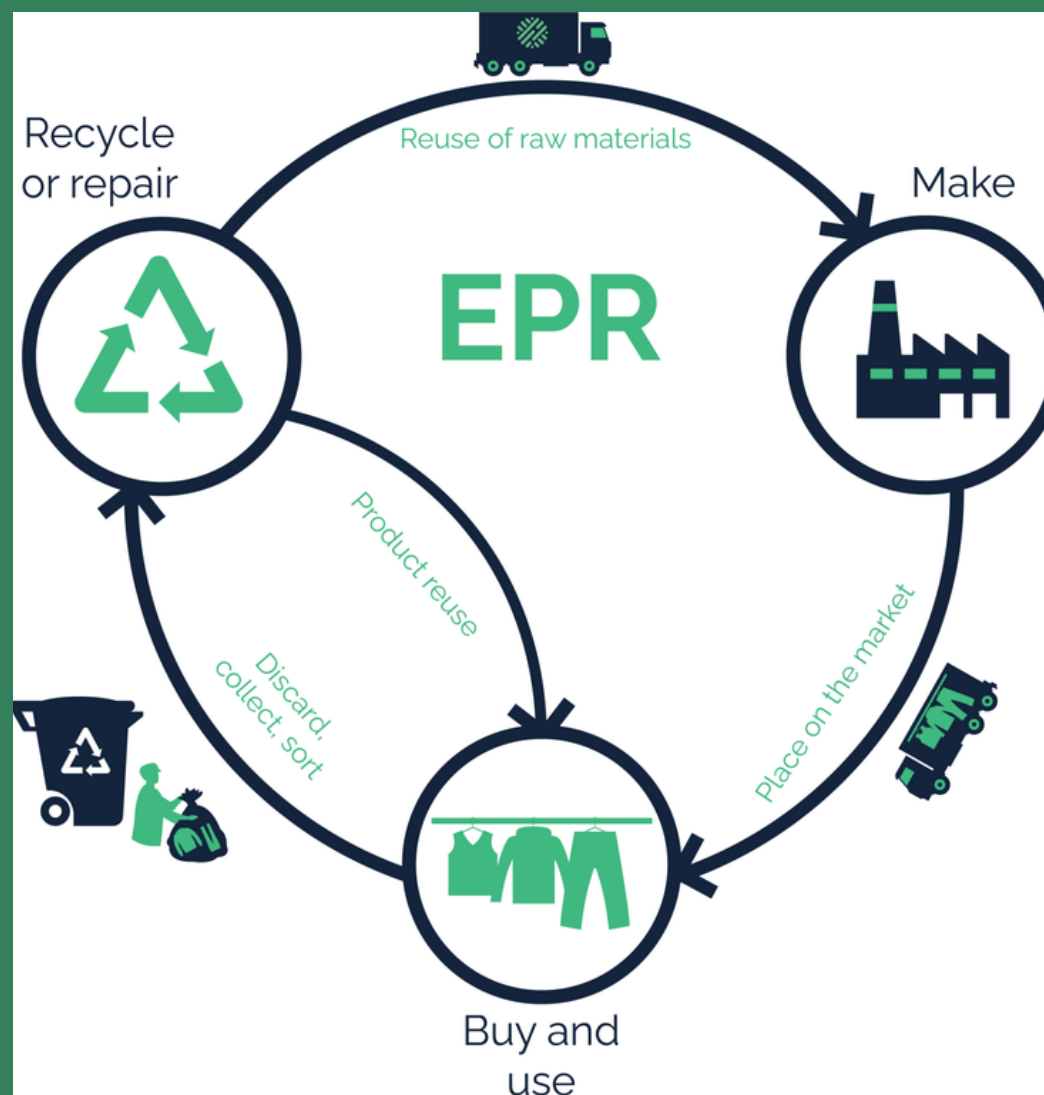 Reuse of raw materials
Recycle
or repair
Make
EPR
Product reuse
Discard,
collect, sort
Place on the market
Buy and
use